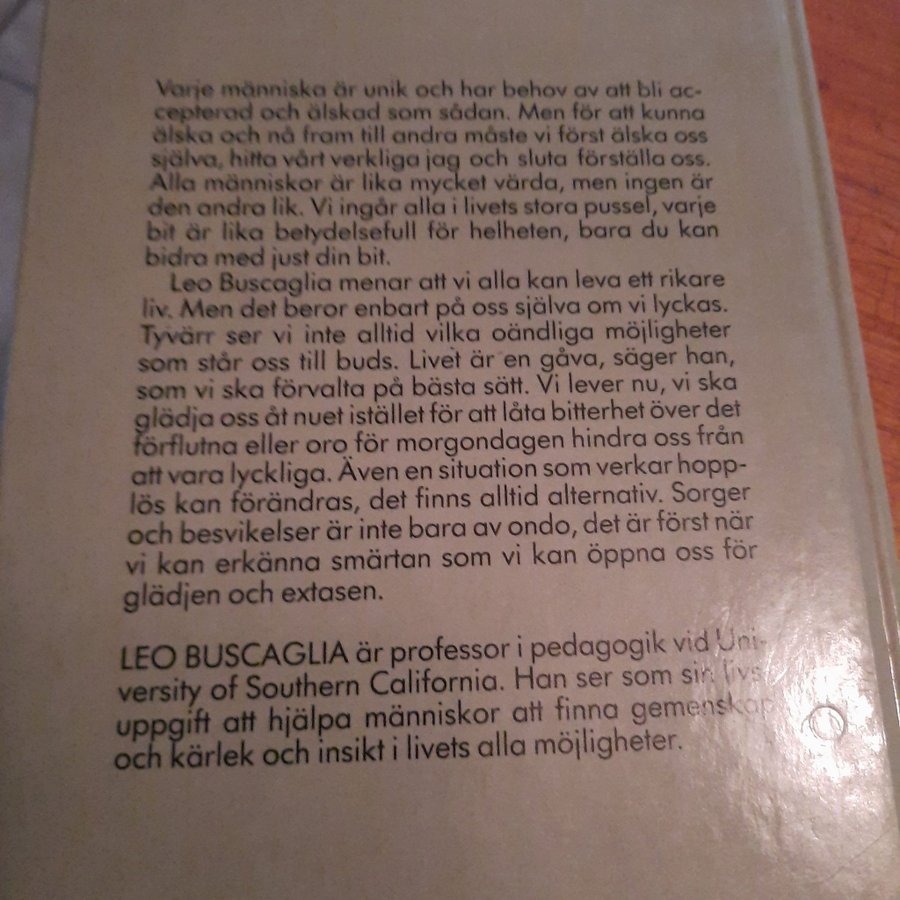 Varje människa är unik och har behov av att bli ac-
cepterad och älskad som sådan. Men för att kunna
älska och nå fram till andra måste vi först älska oss
själva, hitta vårt verkliga jag och sluta förställa oss.
Alla människor är lika mycket värda, men ingen är
den andra lik. Vi ingår alla i livets stora pussel, varje
bit är lika betydelsefull för helheten, bara du kan
bidra med just din bit.
Leo Buscaglia menar att vi alla kan leva ett rikare
liv. Men det beror enbart på oss själva om vi lyckas.
Tyvärr ser vi inte alltid vilka oändliga möjligheter
som står oss till buds. Livet är en gåva, säger han,
som vi ska förvalta på bästa sätt. Vi lever nu, vi ska
glädja oss åt nuet istället för att låta bitterhet över det
förflutna eller oro för morgondagen hindra oss från
att vara lyckliga. Även en situation som verkar hopp-
lös kan förändras, det finns alltid alternativ. Sorger
och besvikelser är inte bara av ondo, det är först när
vi kan erkänna smärtan som vi kan öppna oss för
glädjen och extasen.
LEO BUSCAGLIA är professor i pedagogik vid Uni-
versity of Southern California. Han ser som sin livs-
uppgift att hjälpa människor att finna gemenskap
och kärlek och insikt i livets alla möjligheter.